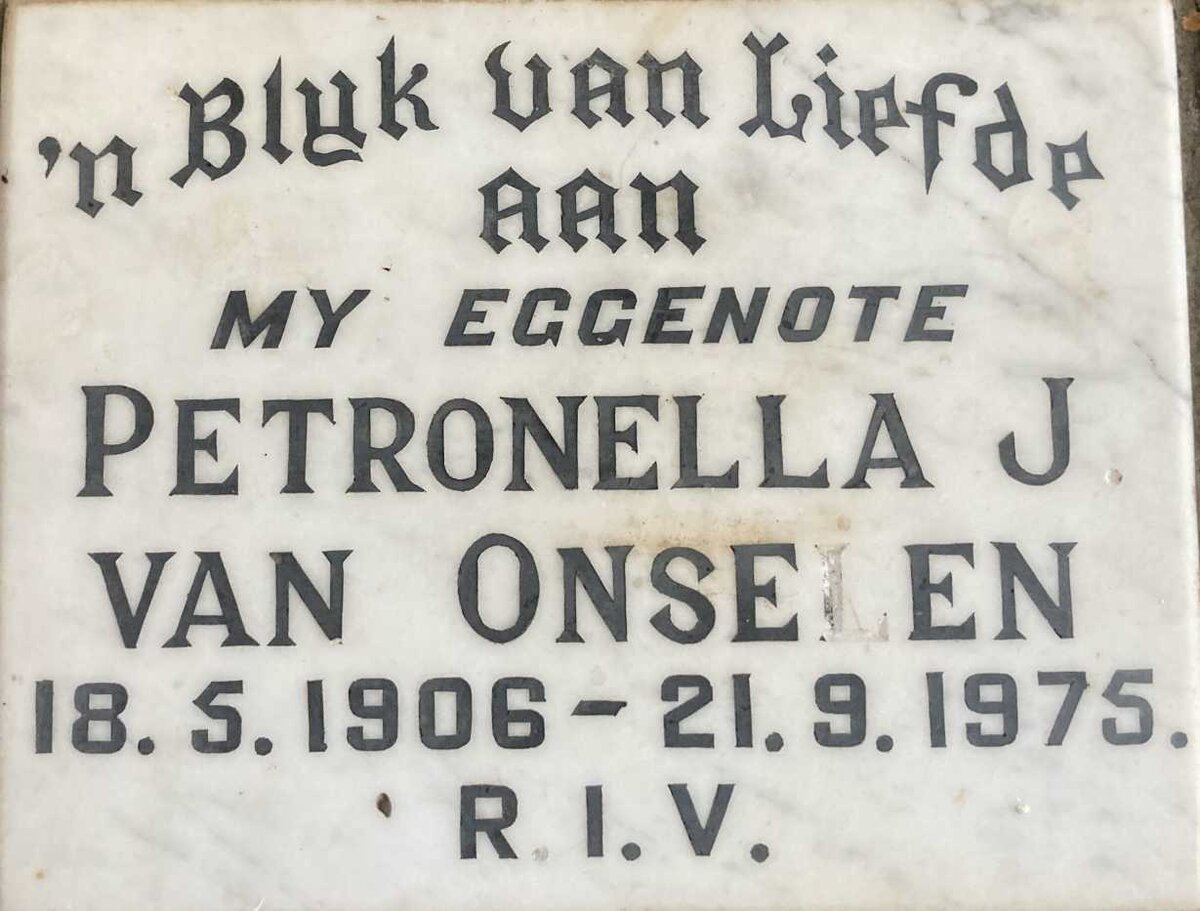 'n Blyk van Liefde
aan
MY EGGENOTE
PETRONELLA J
VAN ONSELEN
18.5.1906 – 21.9.1975.
R.I.V.